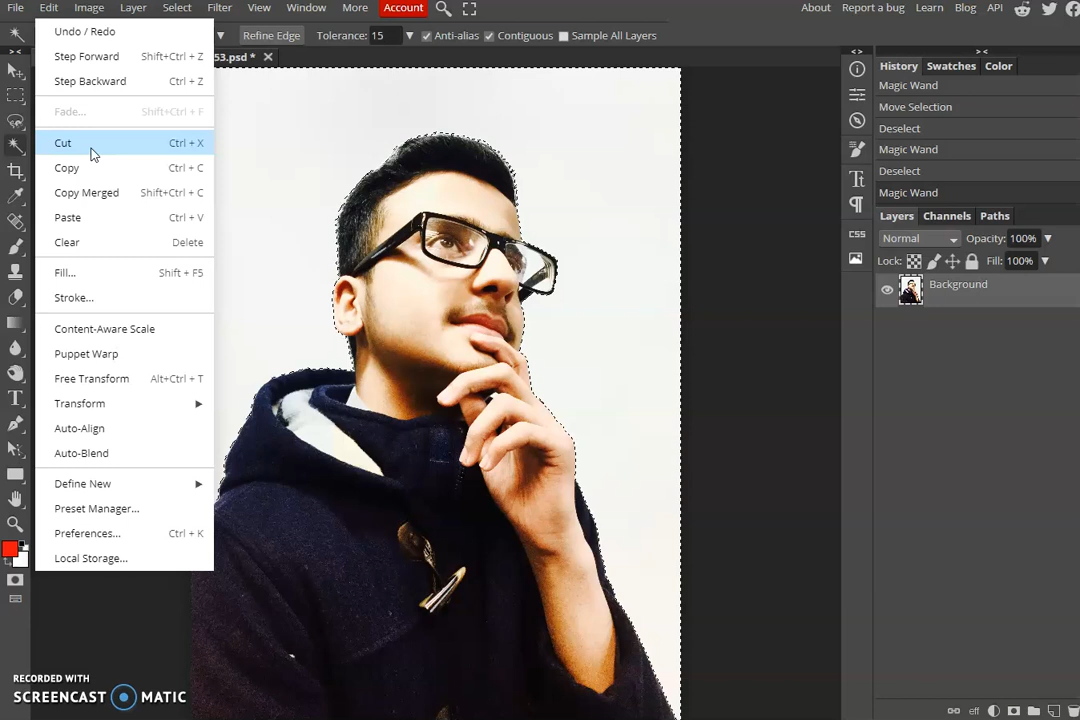 File Edit Image Layer Select Filter View Window More Account About Report a bug Learn Blog API
Refine Edge Tolerance: 15 Anti-alias Contiguous Sample All Layers
53.psd *
Undo / Redo
Step Forward Shift+Ctrl + Z
Step Backward Ctrl + Z
Fade... Shift+Ctrl + F
Cut Ctrl + X
Copy Ctrl + C
Copy Merged Shift+Ctrl + C
Paste Ctrl + V
Clear Delete
Fill... Shift + F5
Stroke...
Content-Aware Scale
Puppet Warp
Free Transform Alt+Ctrl + T
Transform
Auto-Align
Auto-Blend
Define New
Preset Manager...
Preferences... Ctrl + K
Local Storage...
History Swatches Color
Magic Wand
Move Selection
Deselect
Magic Wand
Deselect
Magic Wand
Layers Channels Paths
Normal Opacity: 100%
Lock: Fill: 100%
Background
CSS
eff
RECORDED WITH
SCREENCAST MATIC